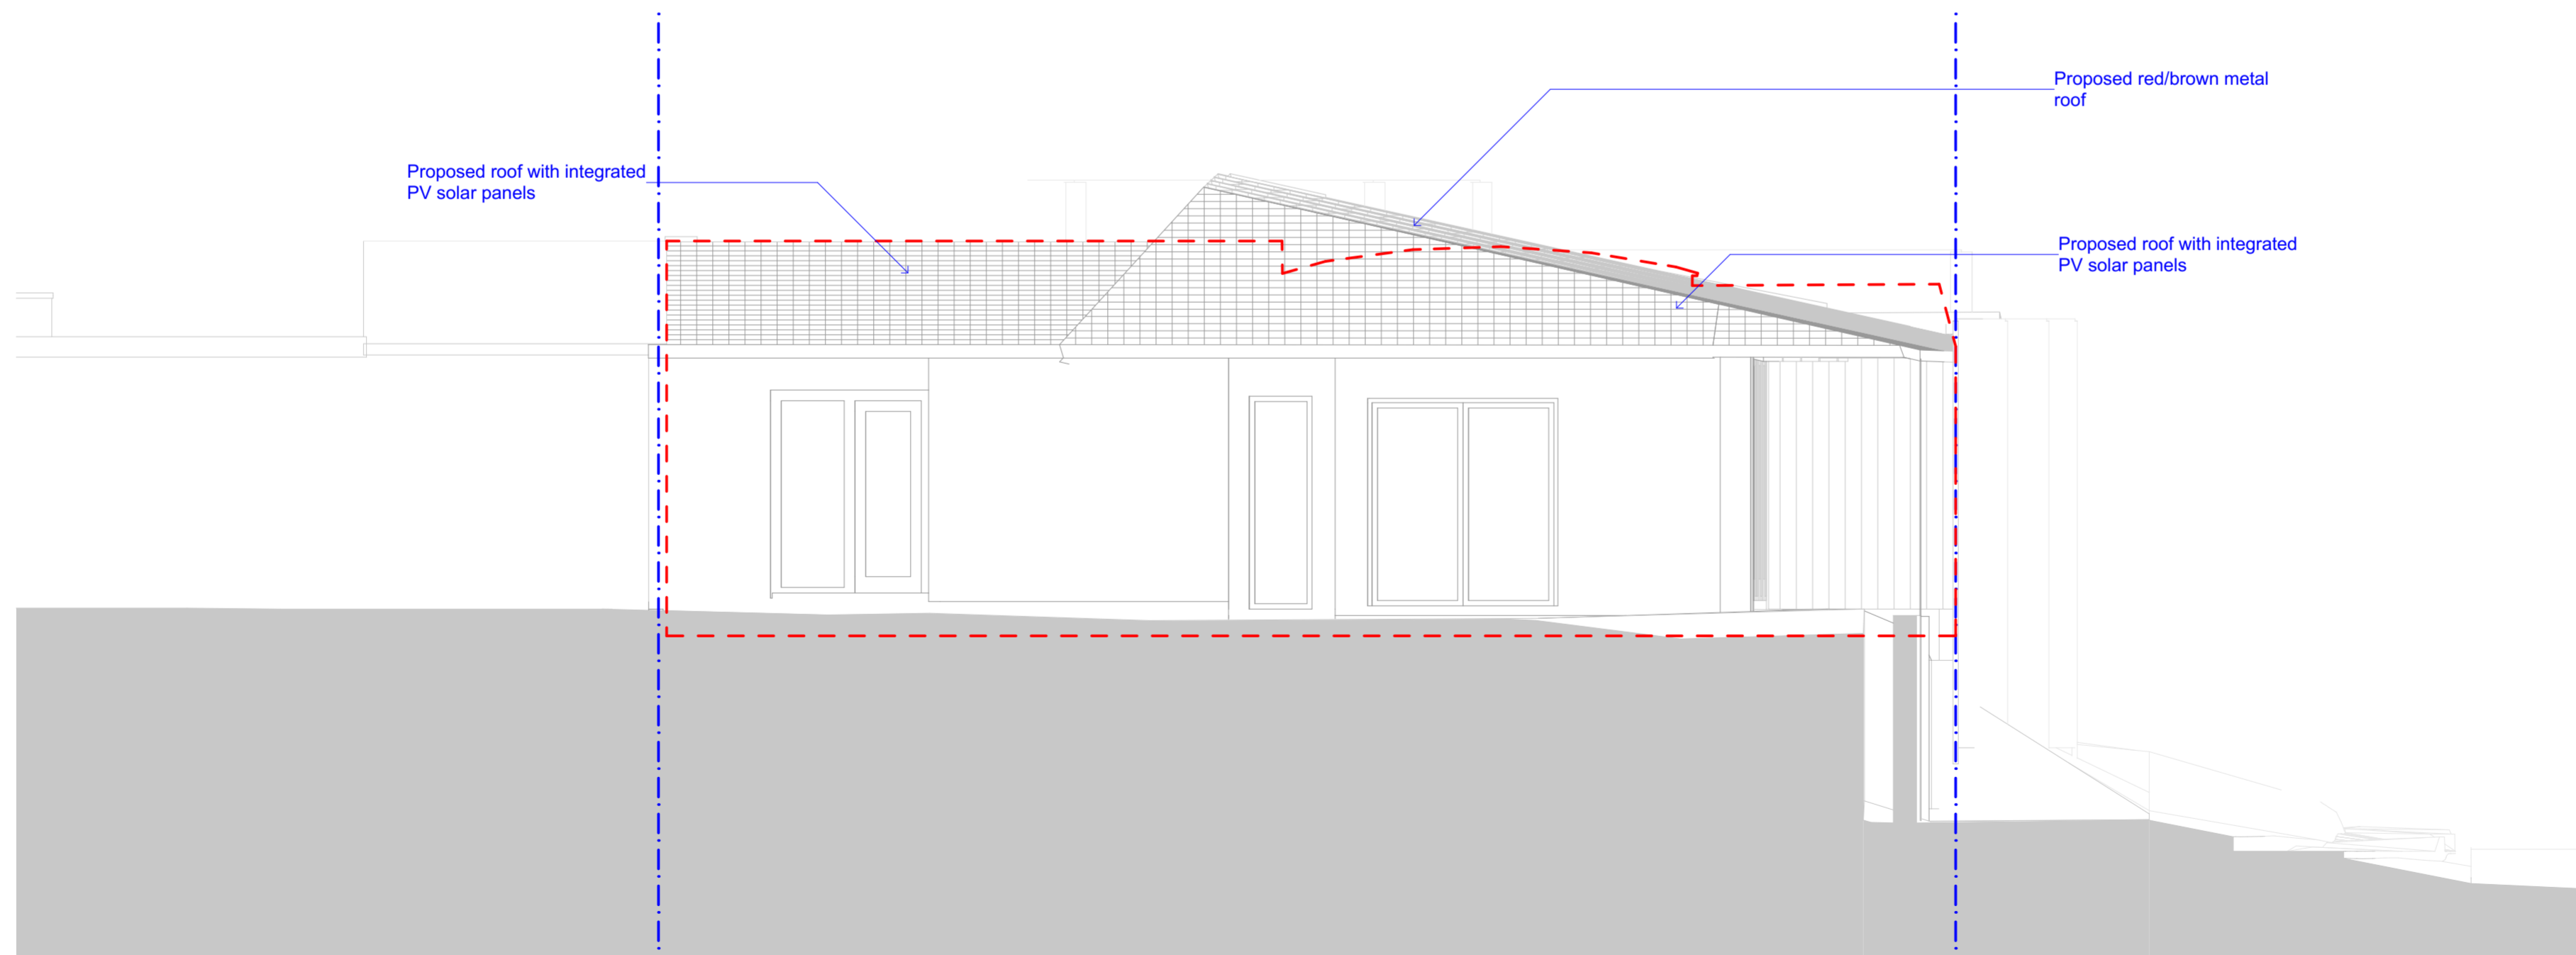 Proposed red/brown metal
roof
Proposed roof with integrated
PV solar panels
Proposed roof with integrated
PV solar panels